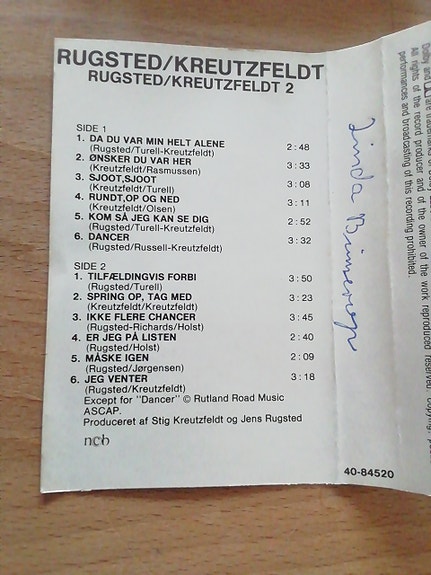 RUGSTED/KREUTZFELDT
RUGSTED/KREUTZFELDT 2
SIDE 1
1. DA DU VAR MIN HELT ALENE 2:48
(Rugsted/Turell-Kreutzfeldt)
2. ØNSKER DU VAR HER 3:33
(Kreutzfeldt/Rasmussen)
3. SJOOT,SJOOT 3:08
(Kreutzfeldt/Turell)
4. RUNDT,OP OG NED 3:11
(Kreutzfeldt/Olsen)
5. KOM SÅ JEG KAN SE DIG 2:52
(Rugsted/Turell-Kreutzfeldt)
6. DANCER 3:32
(Rugsted/Russell-Kreutzfeldt)
SIDE 2
1. TILFÆLDINGVIS FORBI 3:50
(Rugsted/Turell)
2. SPRING OP, TAG MED 3:23
(Kreutzfeldt/Kreutzfeldt)
3. IKKE FLERE CHANCER 3:45
(Rugsted-Richards/Holst)
4. ER JEG PÅ LISTEN 2:40
(Rugsted/Holst)
5. MÅSKE IGEN 2:09
(Rugsted/Jørgensen)
6. JEG VENTER 3:18
(Rugsted/Kreutzfeldt)
Except for "Dancer" © Rutland Road Music
ASCAP.
Produceret af Stig Kreutzfeldt og Jens Rugsted
ncb
40-84520
Linda
Dolby and are trademarks of Dolby
All rights of the record producer and of the owner of the work reproduced reserved
performances and broadcasting of this recording prohibited.